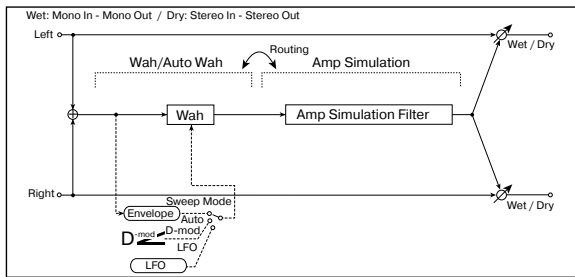 Wet: Mono In - Mono Out / Dry: Stereo In - Stereo Out
Left
Wet / Dry
Routing
Wah/Auto Wah
Amp Simulation
Wah
Amp Simulation Filter
Right
Wet / Dry
Sweep Mode
Envelope
Auto
D-mod
D-mod
LFO
LFO